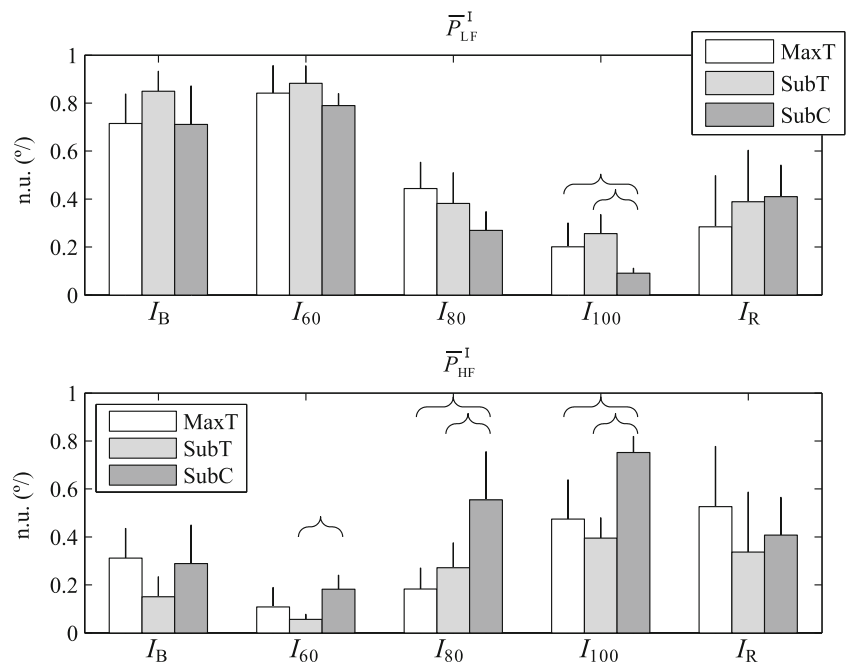 P̅_LF^I
MaxT
SubT
SubC
n.u. (º/)
1
0.8
0.6
0.4
0.2
0
I_B I_60 I_80 I_100 I_R
P̅_HF^I
MaxT
SubT
SubC
n.u. (º/)
1
0.8
0.6
0.4
0.2
0
I_B I_60 I_80 I_100 I_R